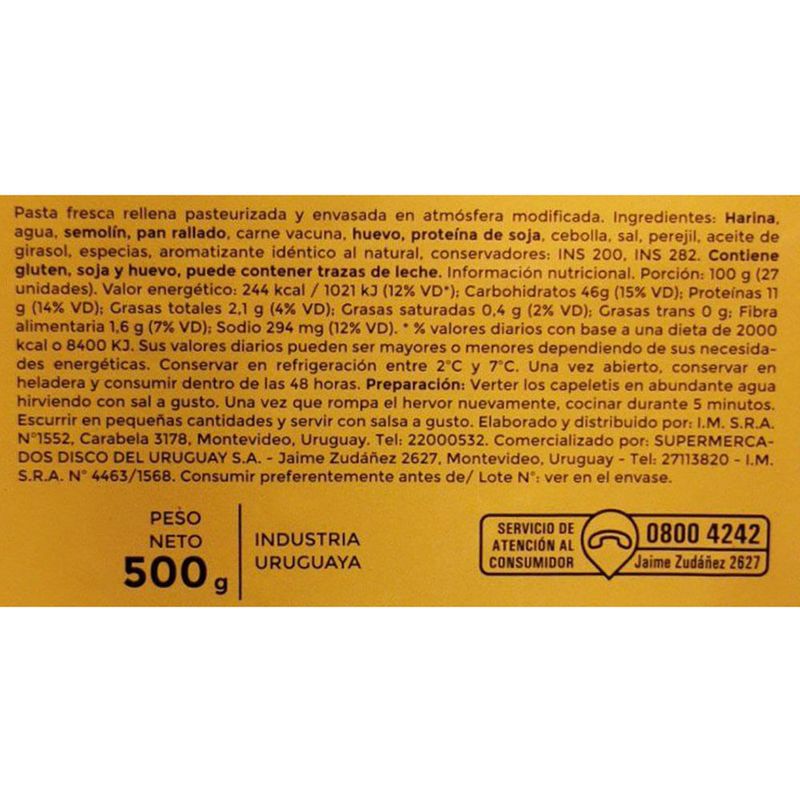 Pasta fresca rellena pasteurizada y envasada en atmósfera modificada. Ingredientes: Harina,
agua, semolín, pan rallado, carne vacuna, huevo, proteína de soja, cebolla, sal, perejil, aceite de
girasol, especias, aromatizante idéntico al natural, conservadores: INS 200, INS 282. Contiene
gluten, soja y huevo, puede contener trazas de leche. Información nutricional. Porción: 100 g (27
unidades). Valor energético: 244 kcal / 1021 kJ (12% VD*); Carbohidratos 46g (15% VD); Proteínas 11
g (14% VD); Grasas totales 2,1 g (4% VD); Grasas saturadas 0,4 g (2% VD); Grasas trans 0 g; Fibra
alimentaria 1,6 g (7% VD); Sodio 294 mg (12% VD). * % valores diarios con base a una dieta de 2000
kcal o 8400 KJ. Sus valores diarios pueden ser mayores o menores dependiendo de sus necesida-
des energéticas. Conservar en refrigeración entre 2°C y 7°C. Una vez abierto, conservar en
heladera y consumir dentro de las 48 horas. Preparación: Verter los capeletis en abundante agua
hirviendo con sal a gusto. Una vez que rompa el hervor nuevamente, cocinar durante 5 minutos.
Escurrir en pequeñas cantidades y servir con salsa a gusto. Elaborado y distribuido por: I.M. S.R.A.
N°1552, Carabela 3178, Montevideo, Uruguay. Tel: 22000532. Comercializado por: SUPERMERCA-
DOS DISCO DEL URUGUAY S.A. - Jaime Zudáñez 2627, Montevideo, Uruguay - Tel: 27113820 - I.M.
S.R.A. N° 4463/1568. Consumir preferentemente antes de/ Lote N°: ver en el envase.
PESO
NETO
500 g
INDUSTRIA
URUGUAYA
SERVICIO DE
ATENCIÓN AL
CONSUMIDOR
0800 4242
Jaime Zudáñez 2627